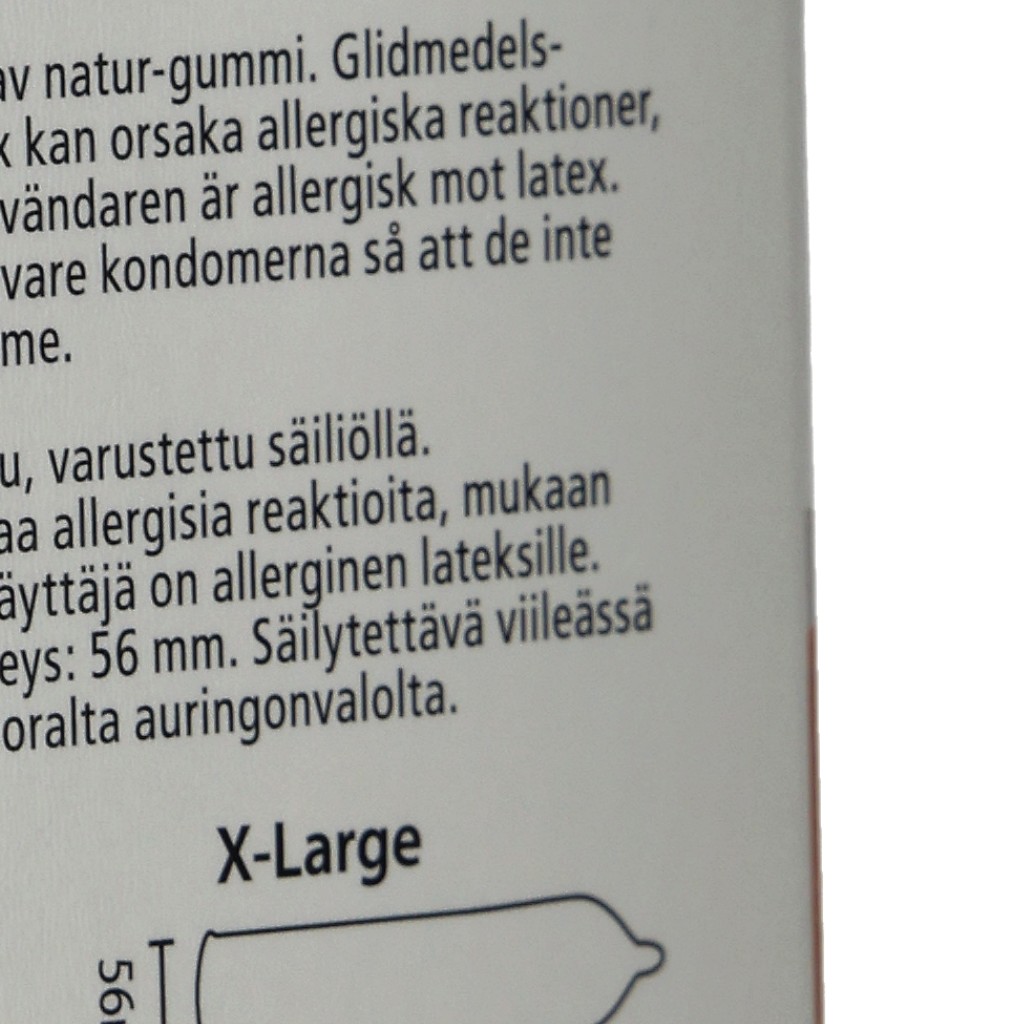 av natur-gummi. Glidmedels-
kan orsaka allergiska reaktioner,
vändaren är allergisk mot latex.
vare kondomerna så att de inte
me.
u, varustettu säiliöllä.
aa allergisia reaktioita, mukaan
äyttäjä on allerginen lateksille.
eys: 56 mm. Säilytettävä viileässä
oralta auringonvalolta.
X-Large
56